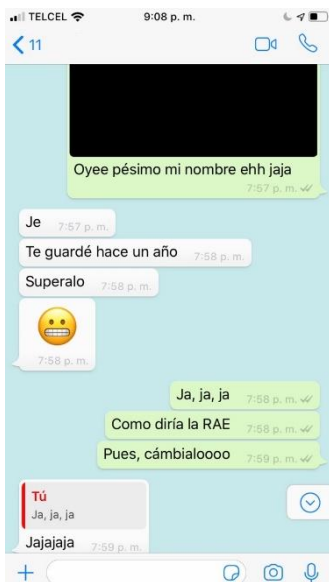 TELCEL 9:08 p. m.
11
Oyee pésimo mi nombre ehh jaja
7:57 p. m.
Je 7:57 p. m.
Te guardé hace un año 7:58 p. m.
Superalo 7:58 p. m.
7:58 p. m.
Ja, ja, ja 7:58 p. m.
Como diría la RAE 7:58 p. m.
Pues, cámbialoooo 7:59 p. m.
Tú
Ja, ja, ja
Jajajaja 7:59 p. m.